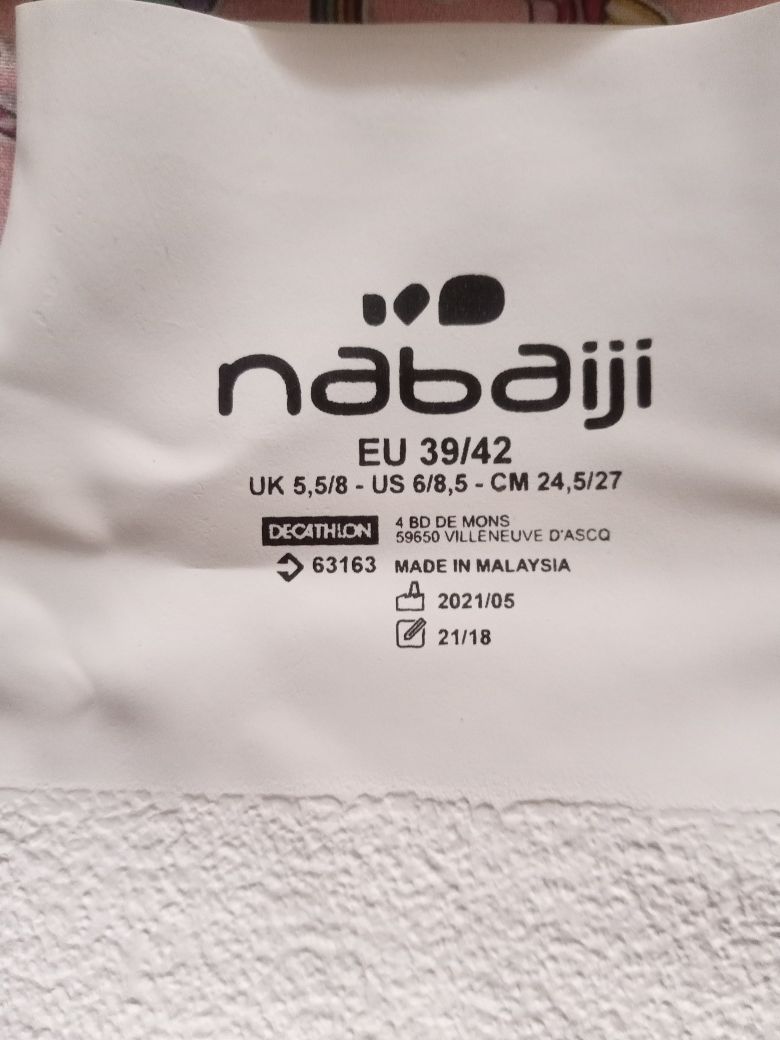 nabaiji
EU 39/42
UK 5,5/8 - US 6/8,5 - CM 24,5/27
DECATHLON 4 BD DE MONS
59650 VILLENEUVE D'ASCQ
63163 MADE IN MALAYSIA
2021/05
21/18